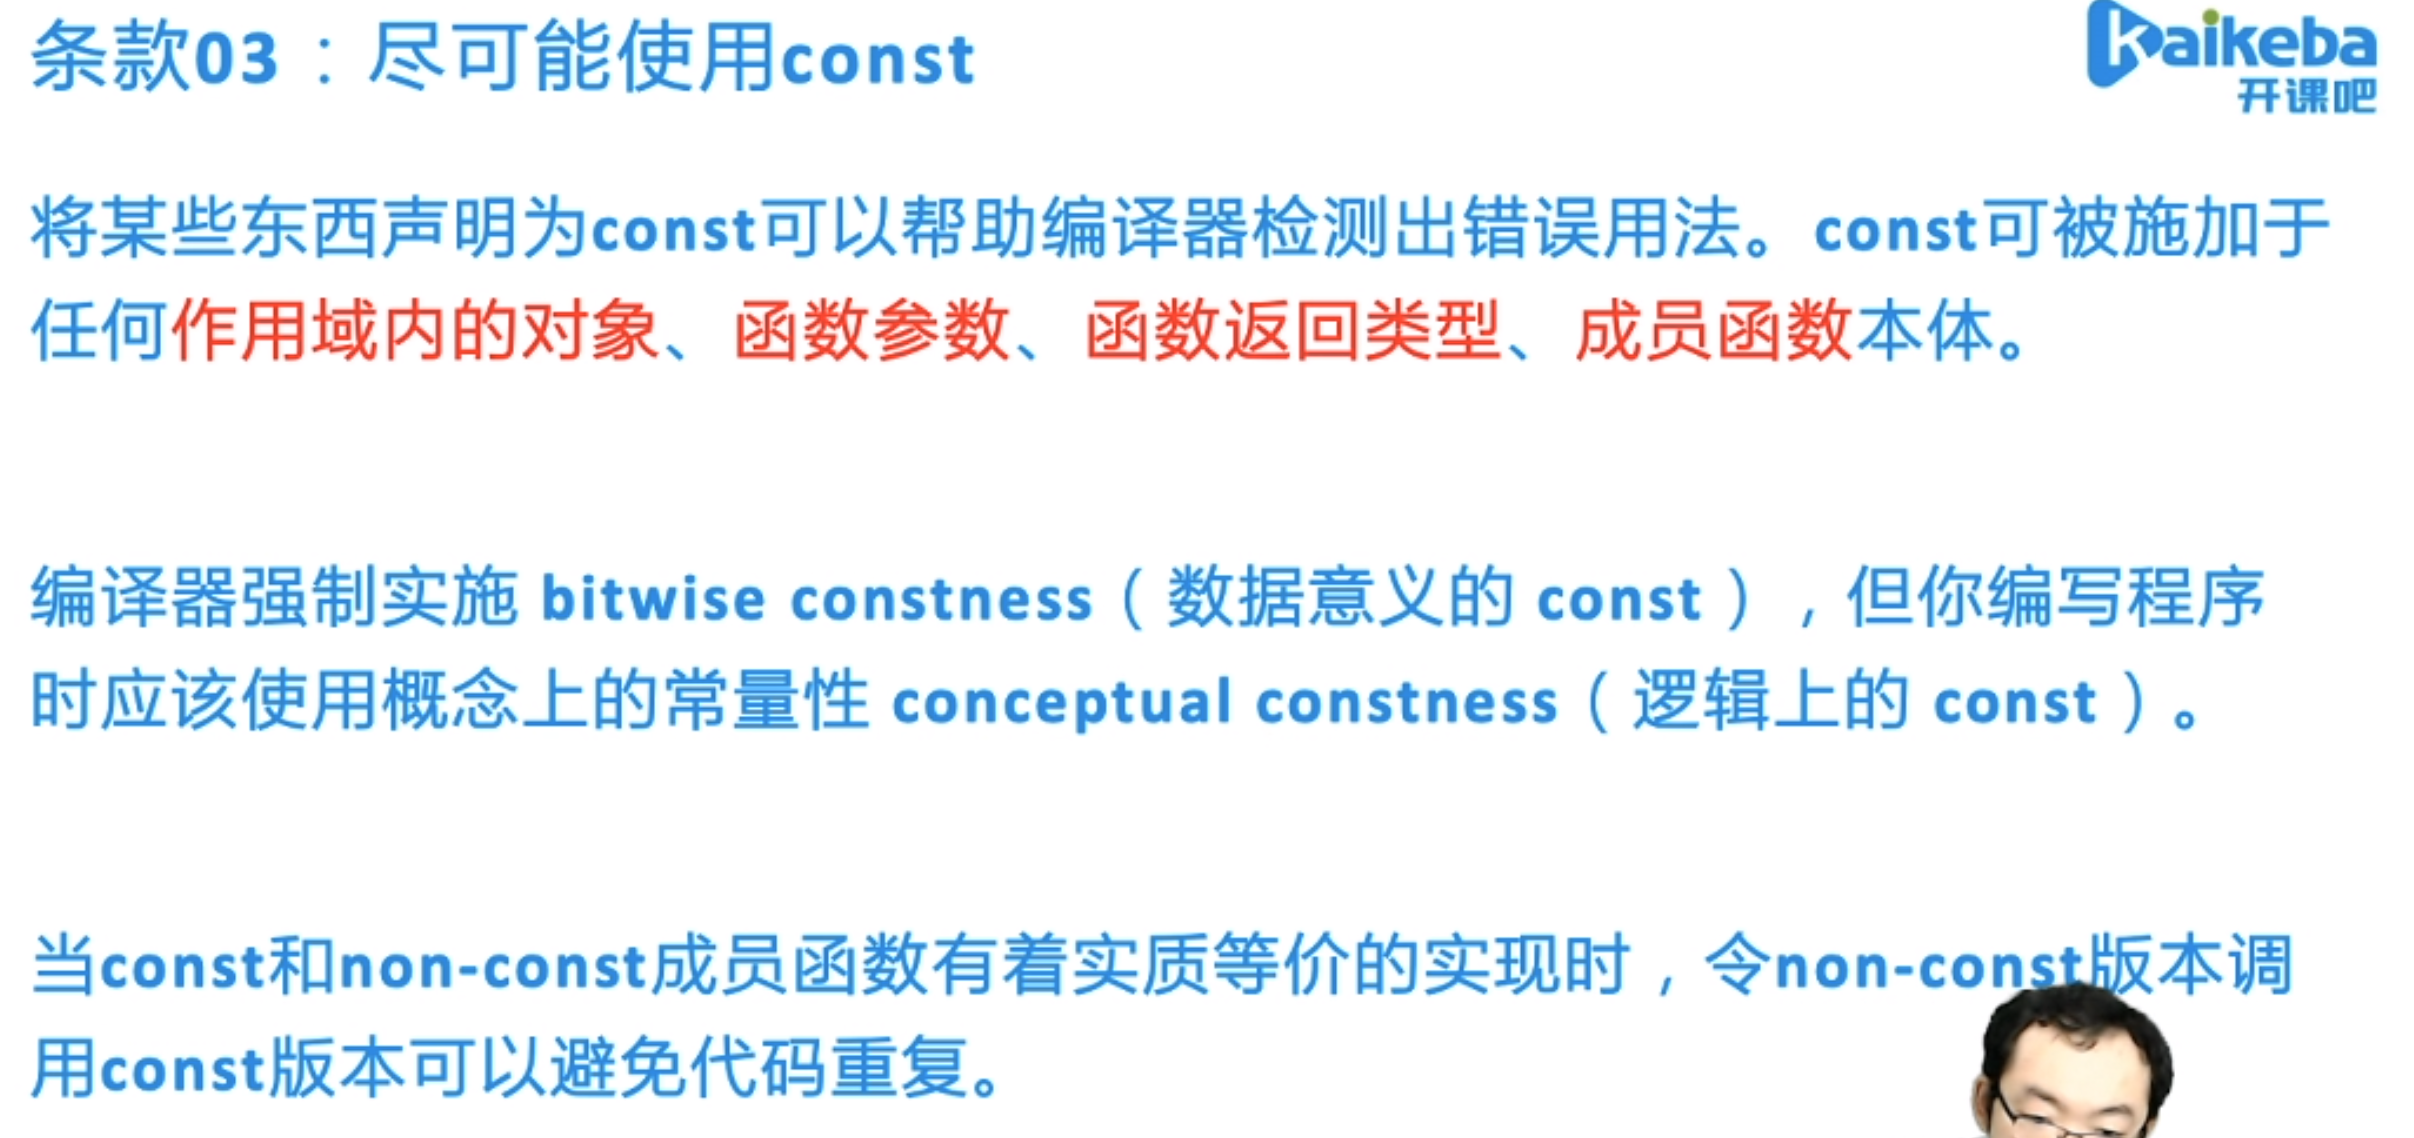 条款03：尽可能使用const
kaikeba
开课吧
将某些东西声明为const可以帮助编译器检测出错误用法。const可被施加于
任何作用域内的对象、函数参数、函数返回类型、成员函数本体。
编译器强制实施 bitwise constness（数据意义的 const），但你编写程序
时应该使用概念上的常量性 conceptual constness（逻辑上的 const）。
当const和non-const成员函数有着实质等价的实现时，令non-const版本调
用const版本可以避免代码重复。